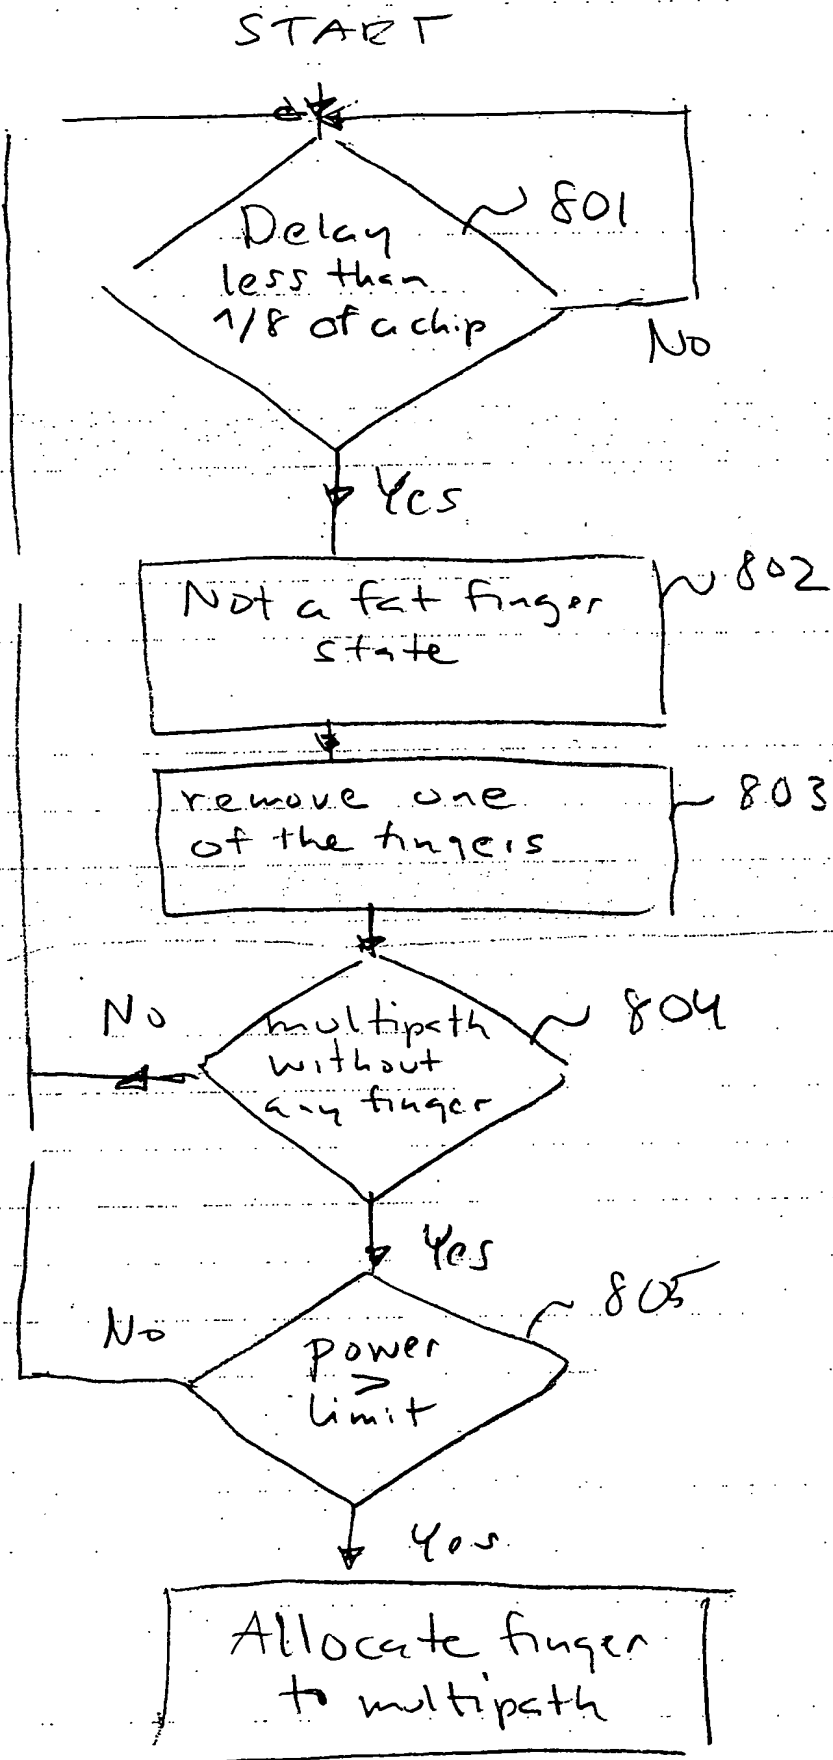 START
801
Delay
less than
1/8 of a chip
No
Yes
802
Not a fat finger
state
803
remove one
of the fingers
No
804
multipath
without
any finger
Yes
805
No
power
>
limit
Yes
Allocate finger
to multipath